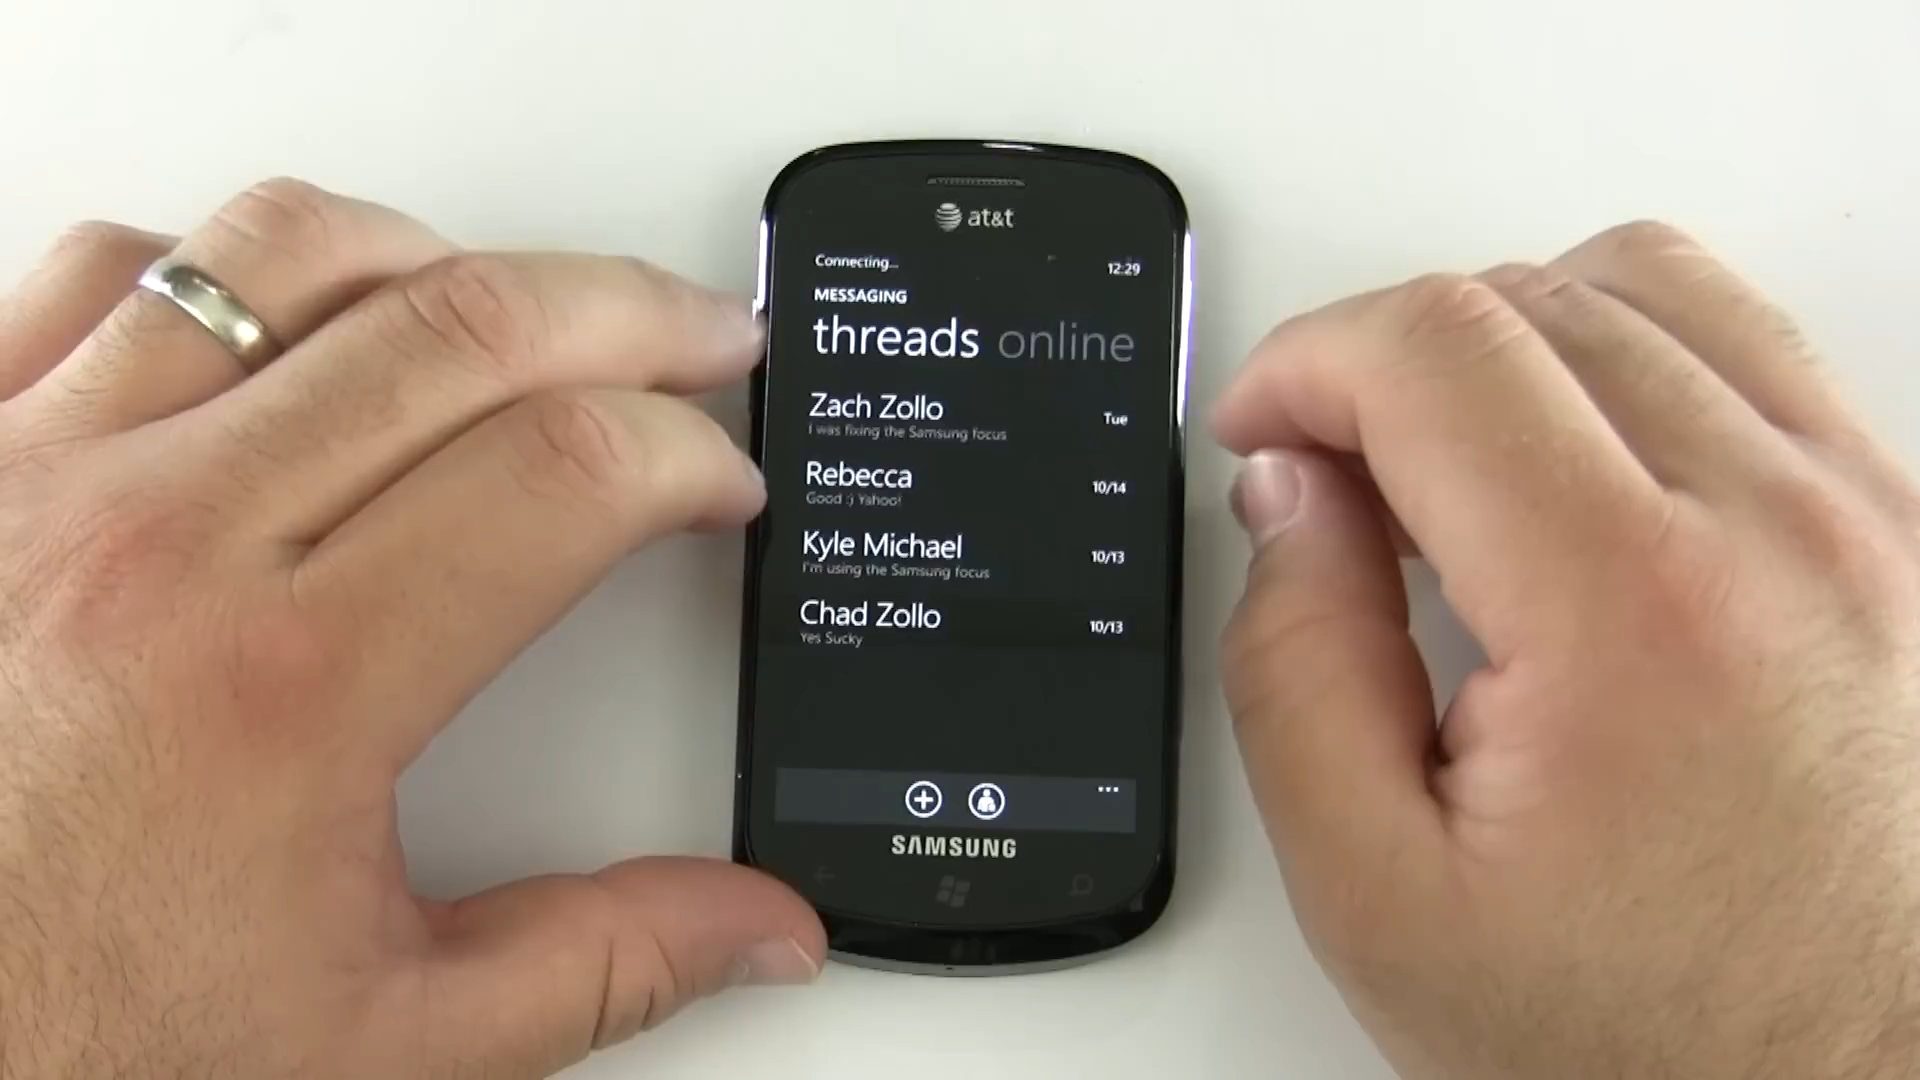 at&t
Connecting... 12:29
MESSAGING
threads online
Zach Zollo Tue
I was fixing the Samsung focus
Rebecca 10/14
Good :) Yahoo!
Kyle Michael 10/13
I'm using the Samsung focus
Chad Zollo 10/13
Yes Sucky
SAMSUNG